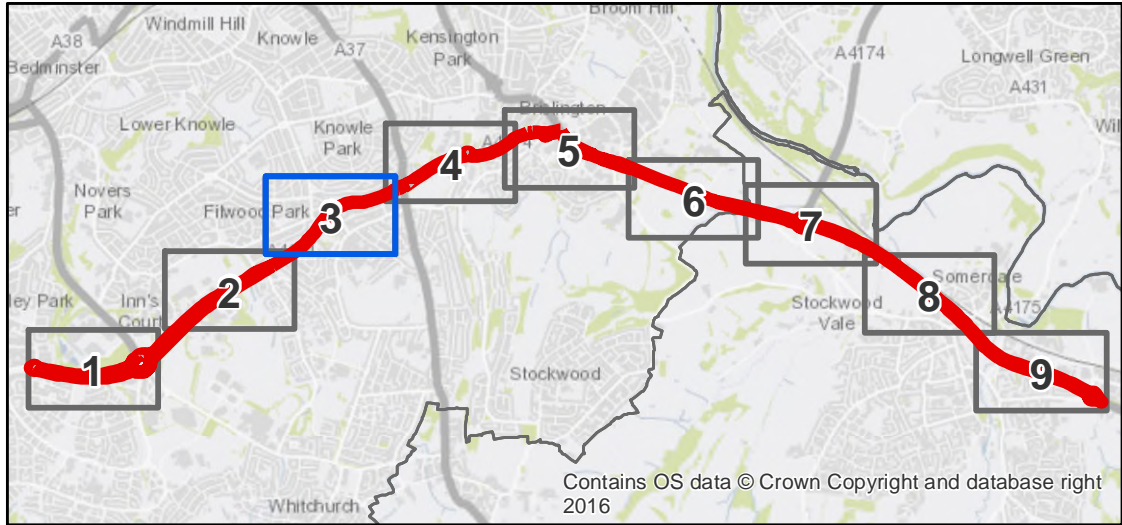 Windmill Hill
Broom Hill
A38
Knowle
A37
Kensington
Park
A4174
Longwell Green
Bedminster
A431
Brislington
Lower Knowle
Knowle
Park
4
5
Novers
Park
6
Filwood Park
3
7
2
8
Somerdale
ley Park
Inn's
Court
Stockwood
Vale
A4175
1
9
Stockwood
Contains OS data © Crown Copyright and database right
2016
Whitchurch